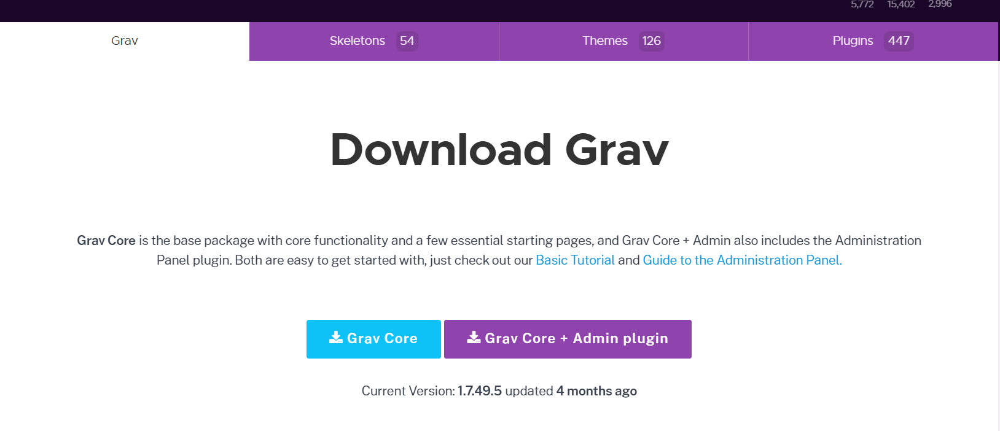 5,772 15,402 2,996
Grav Skeletons 54 Themes 126 Plugins 447
Download Grav
Grav Core is the base package with core functionality and a few essential starting pages, and Grav Core + Admin also includes the Administration
Panel plugin. Both are easy to get started with, just check out our Basic Tutorial and Guide to the Administration Panel.
Grav Core Grav Core + Admin plugin
Current Version: 1.7.49.5 updated 4 months ago